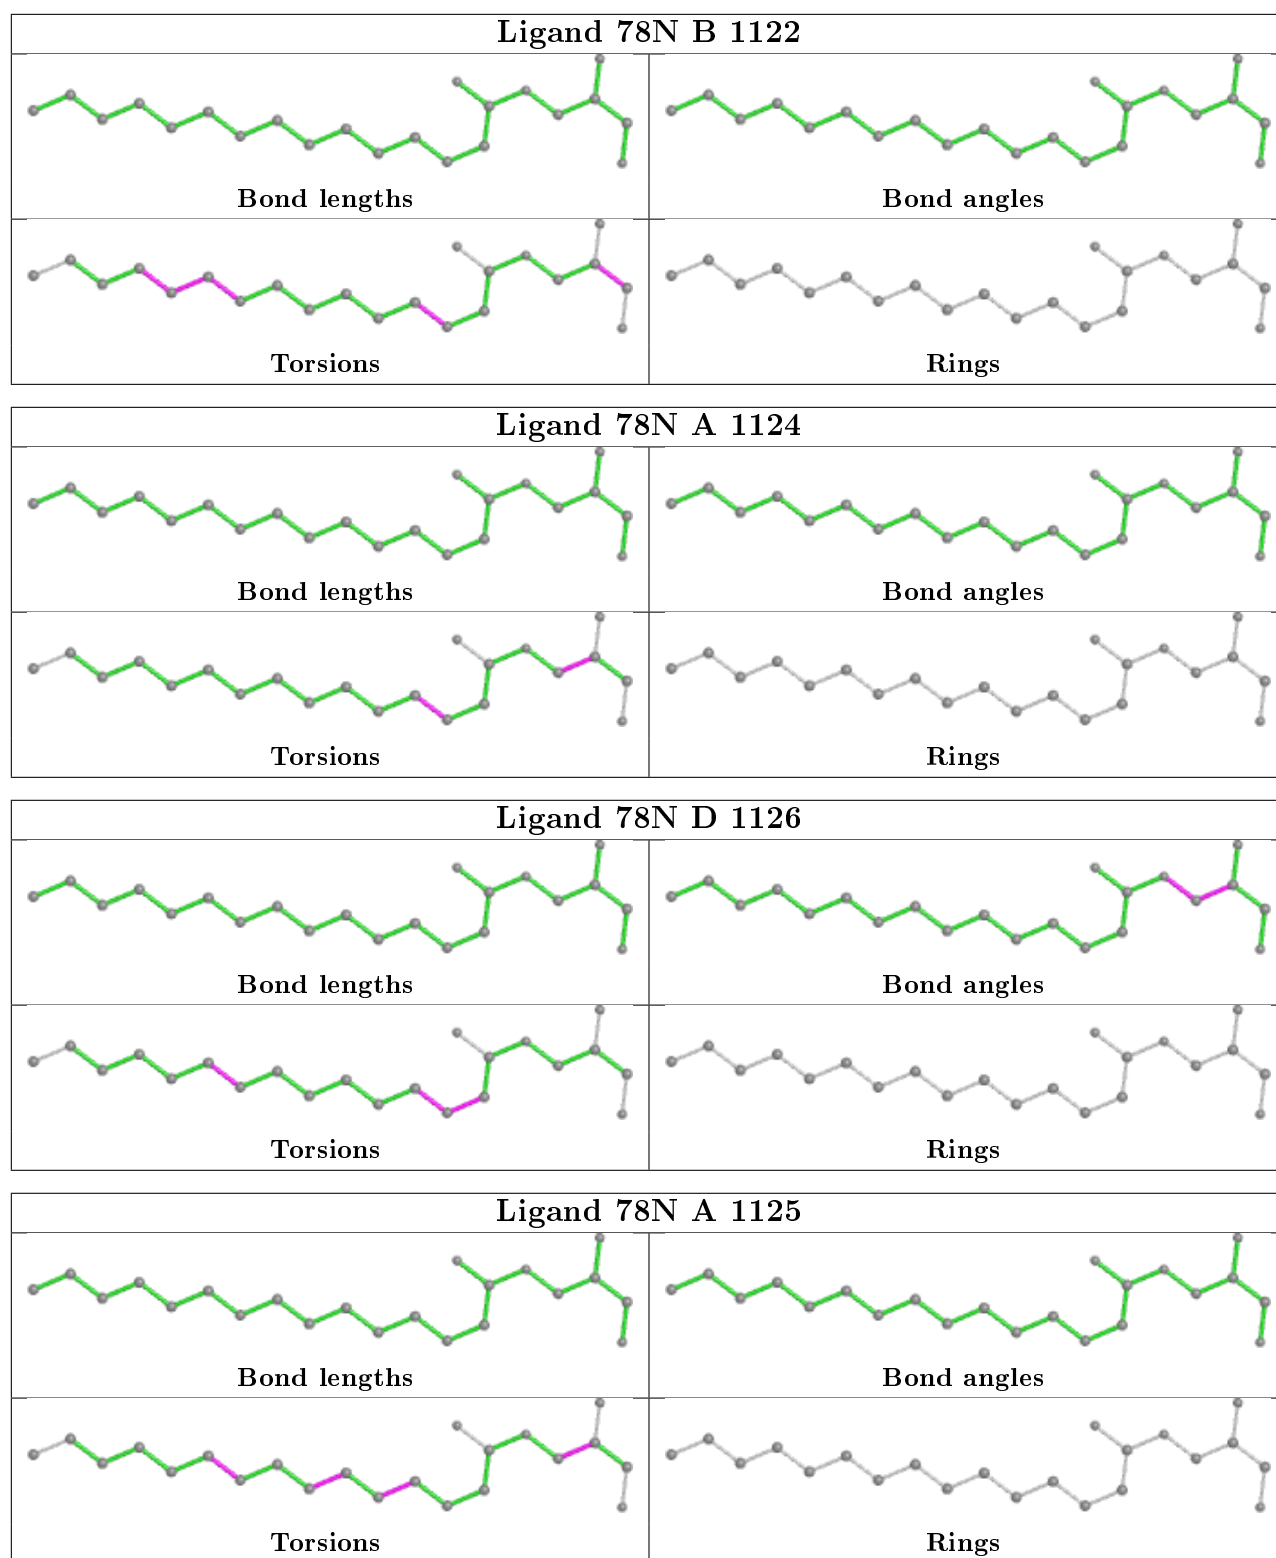 Ligand 78N B 1122
Bond lengths Bond angles
Torsions Rings
Ligand 78N A 1124
Bond lengths Bond angles
Torsions Rings
Ligand 78N D 1126
Bond lengths Bond angles
Torsions Rings
Ligand 78N A 1125
Bond lengths Bond angles
Torsions Rings